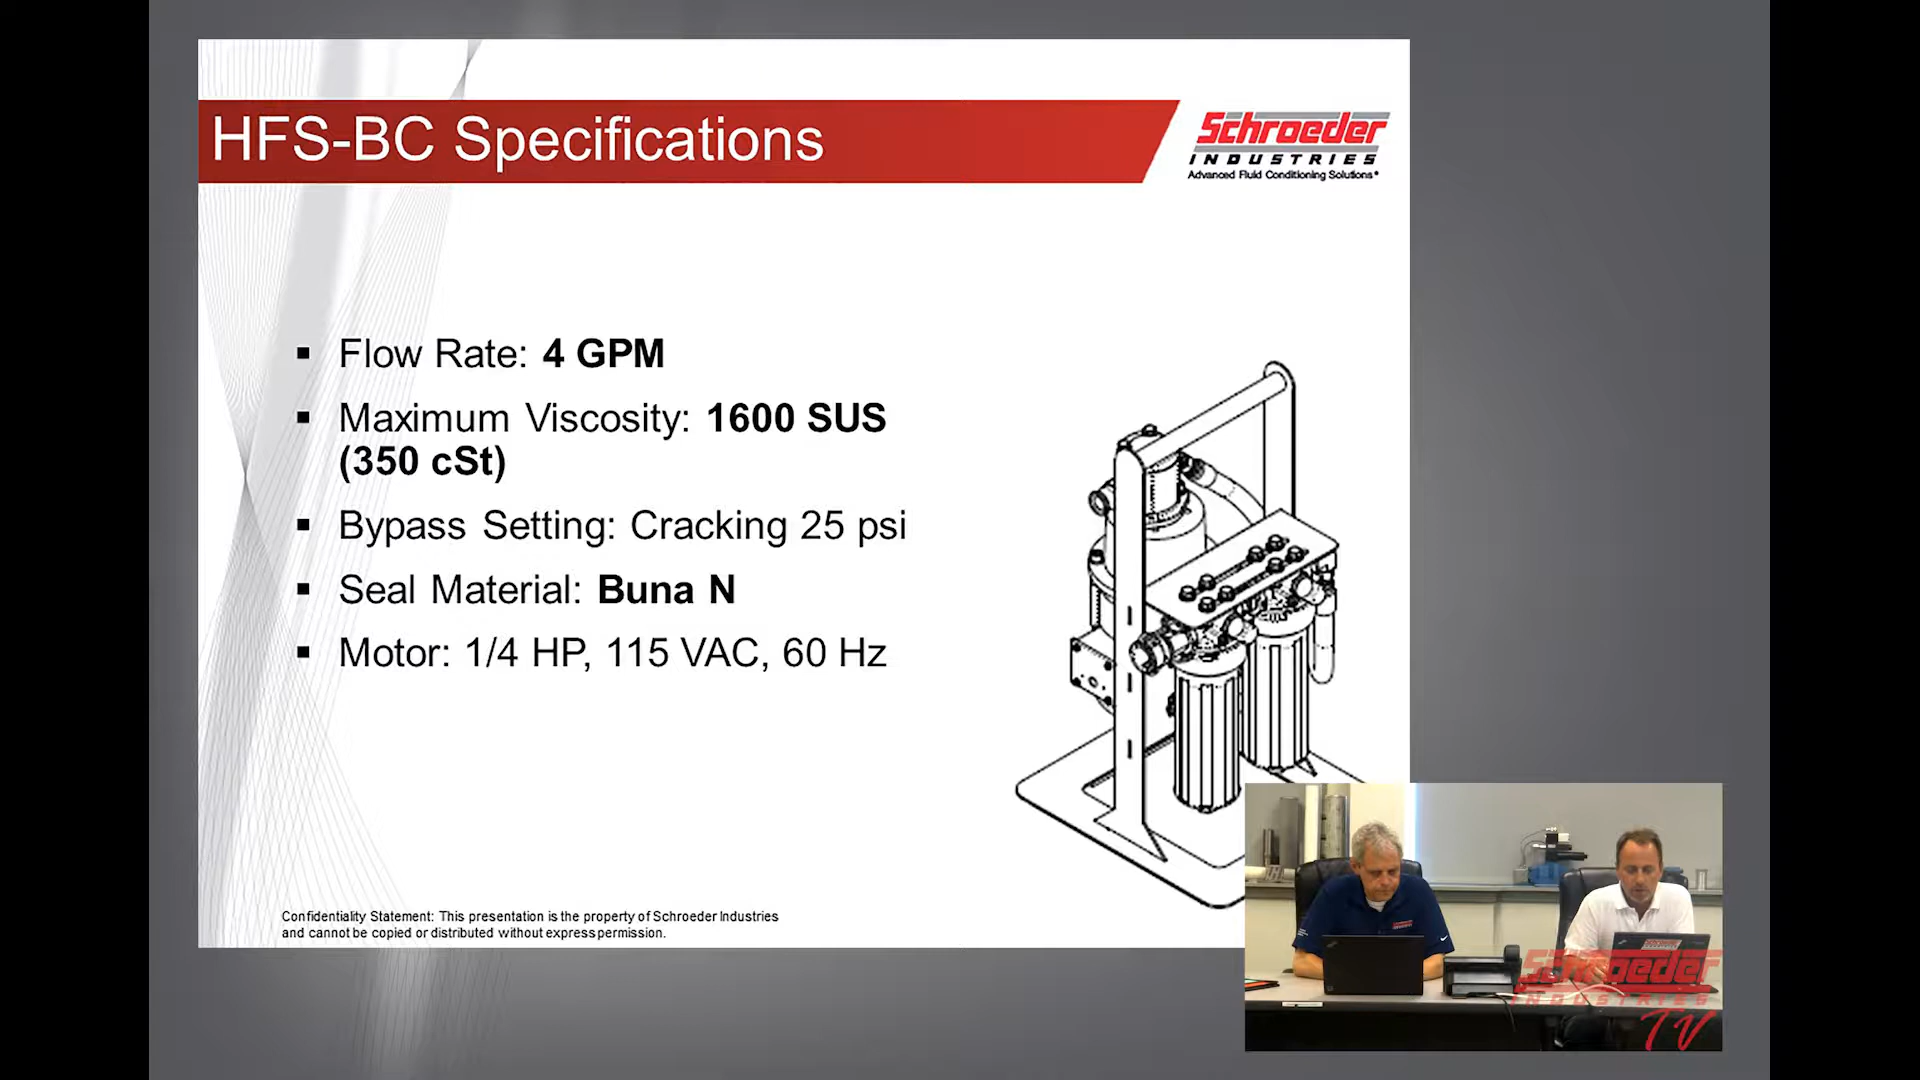 HFS-BC Specifications
Schroeder
INDUSTRIES
Advanced Fluid Conditioning Solutions®
▪ Flow Rate: 4 GPM
▪ Maximum Viscosity: 1600 SUS
(350 cSt)
▪ Bypass Setting: Cracking 25 psi
▪ Seal Material: Buna N
▪ Motor: 1/4 HP, 115 VAC, 60 Hz
Confidentiality Statement: This presentation is the property of Schroeder Industries
and cannot be copied or distributed without express permission.
Schroeder
INDUSTRIES
TV